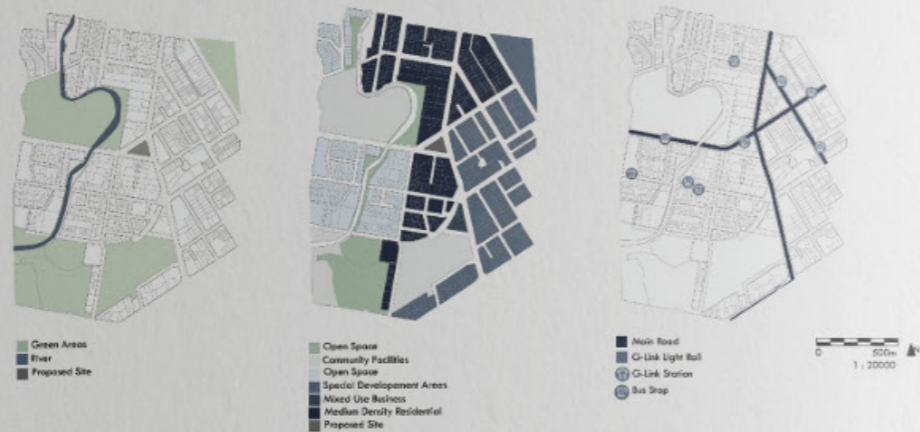 Green Areas
River
Proposed Site
Open Space
Community Facilities
Open Space
Special Developement Areas
Mixed Use Business
Medium Density Residential
Proposed Site
Main Road
G-Link Light Rail
G-Link Station
Bus Stop
0 500m
1 : 20000